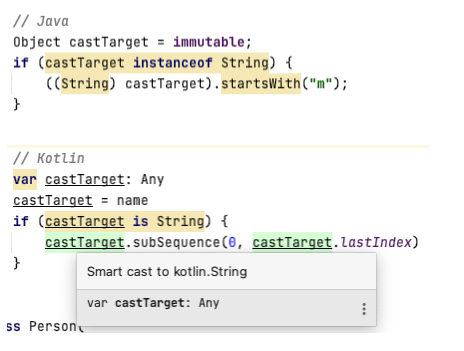 // Java
Object castTarget = immutable;
if (castTarget instanceof String) {
((String) castTarget).startsWith("m");
}
// Kotlin
var castTarget: Any
castTarget = name
if (castTarget is String) {
castTarget.subSequence(0, castTarget.lastIndex)
}
Smart cast to kotlin.String
var castTarget: Any
ss Person(